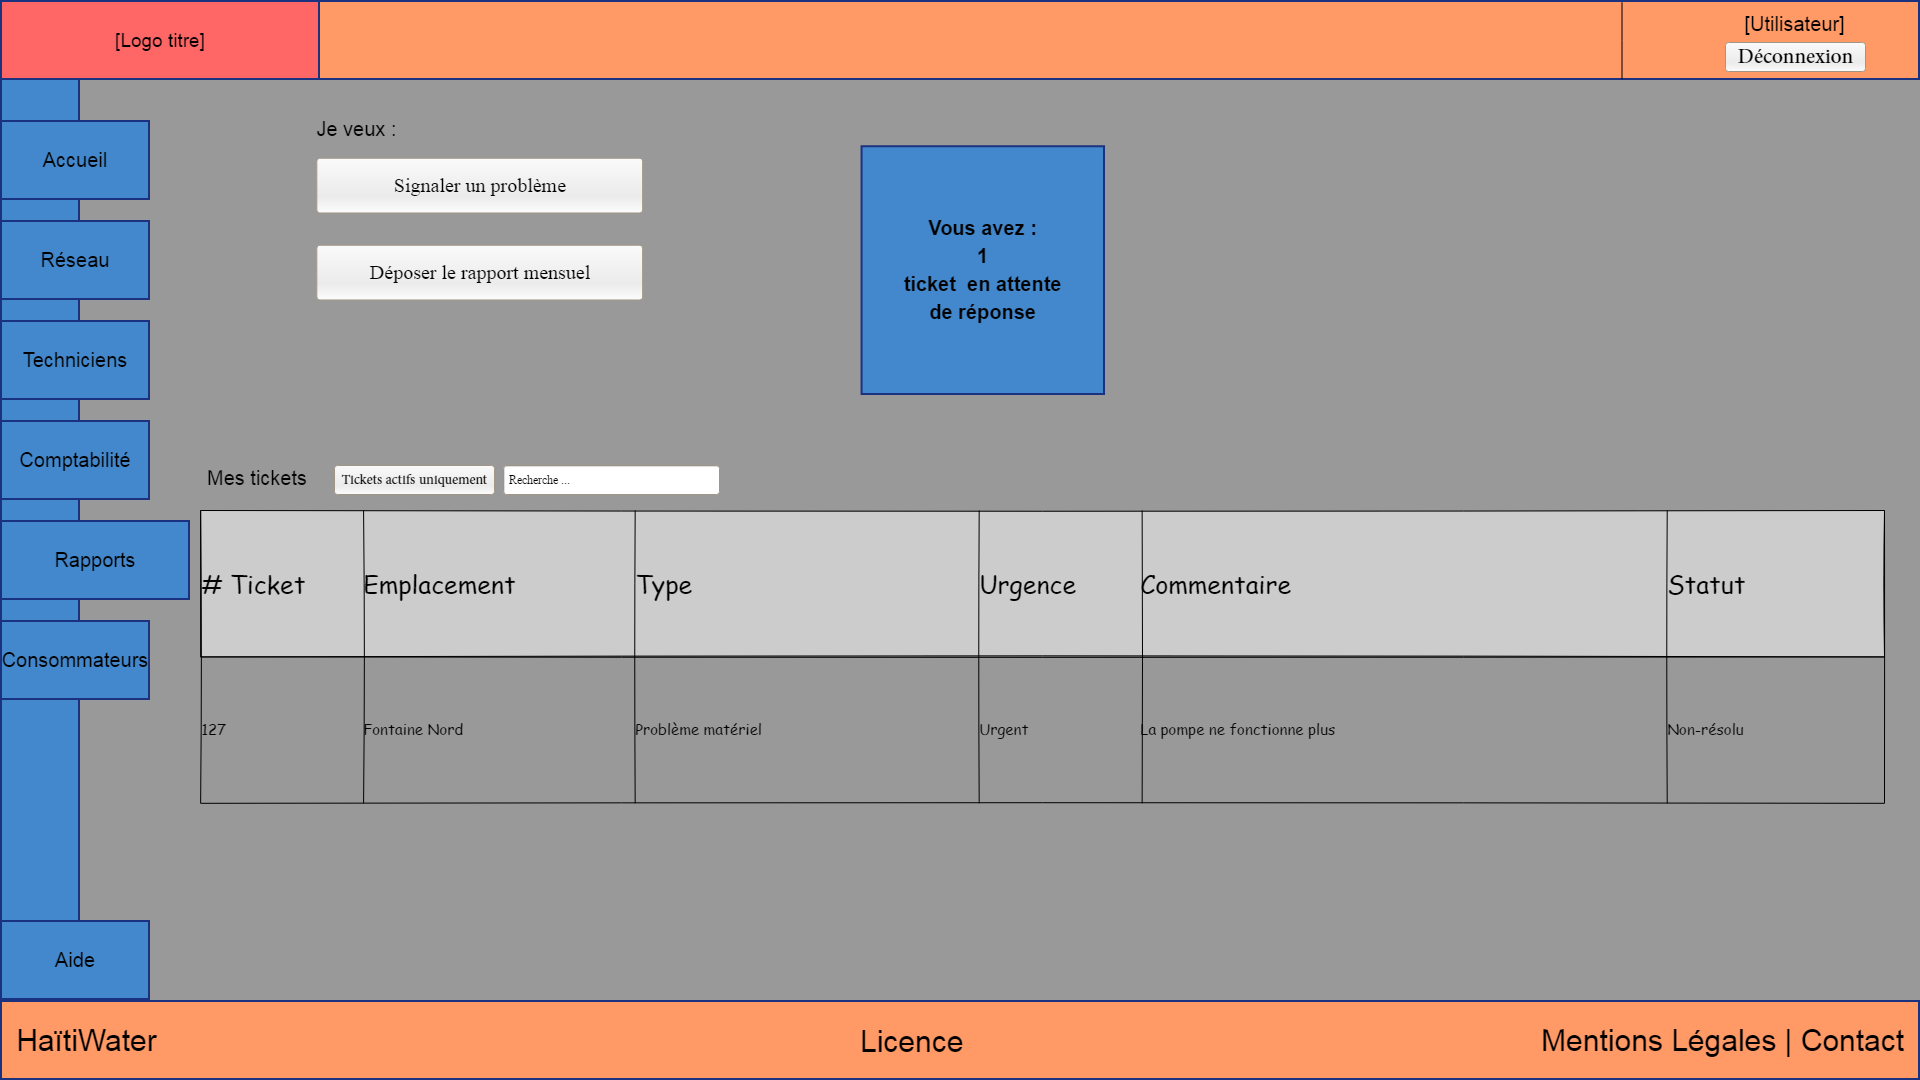 [Logo titre]
[Utilisateur]
Déconnexion
Accueil
Réseau
Techniciens
Comptabilité
Rapports
Consommateurs
Aide
Je veux :
Signaler un problème
Déposer le rapport mensuel
Vous avez :
1
ticket  en attente
de réponse
Mes tickets
Tickets actifs uniquement
Recherche ...
# Ticket Emplacement Type Urgence Commentaire Statut
127 Fontaine Nord Problème matériel Urgent La pompe ne fonctionne plus Non-résolu
HaïtiWater
Licence
Mentions Légales | Contact